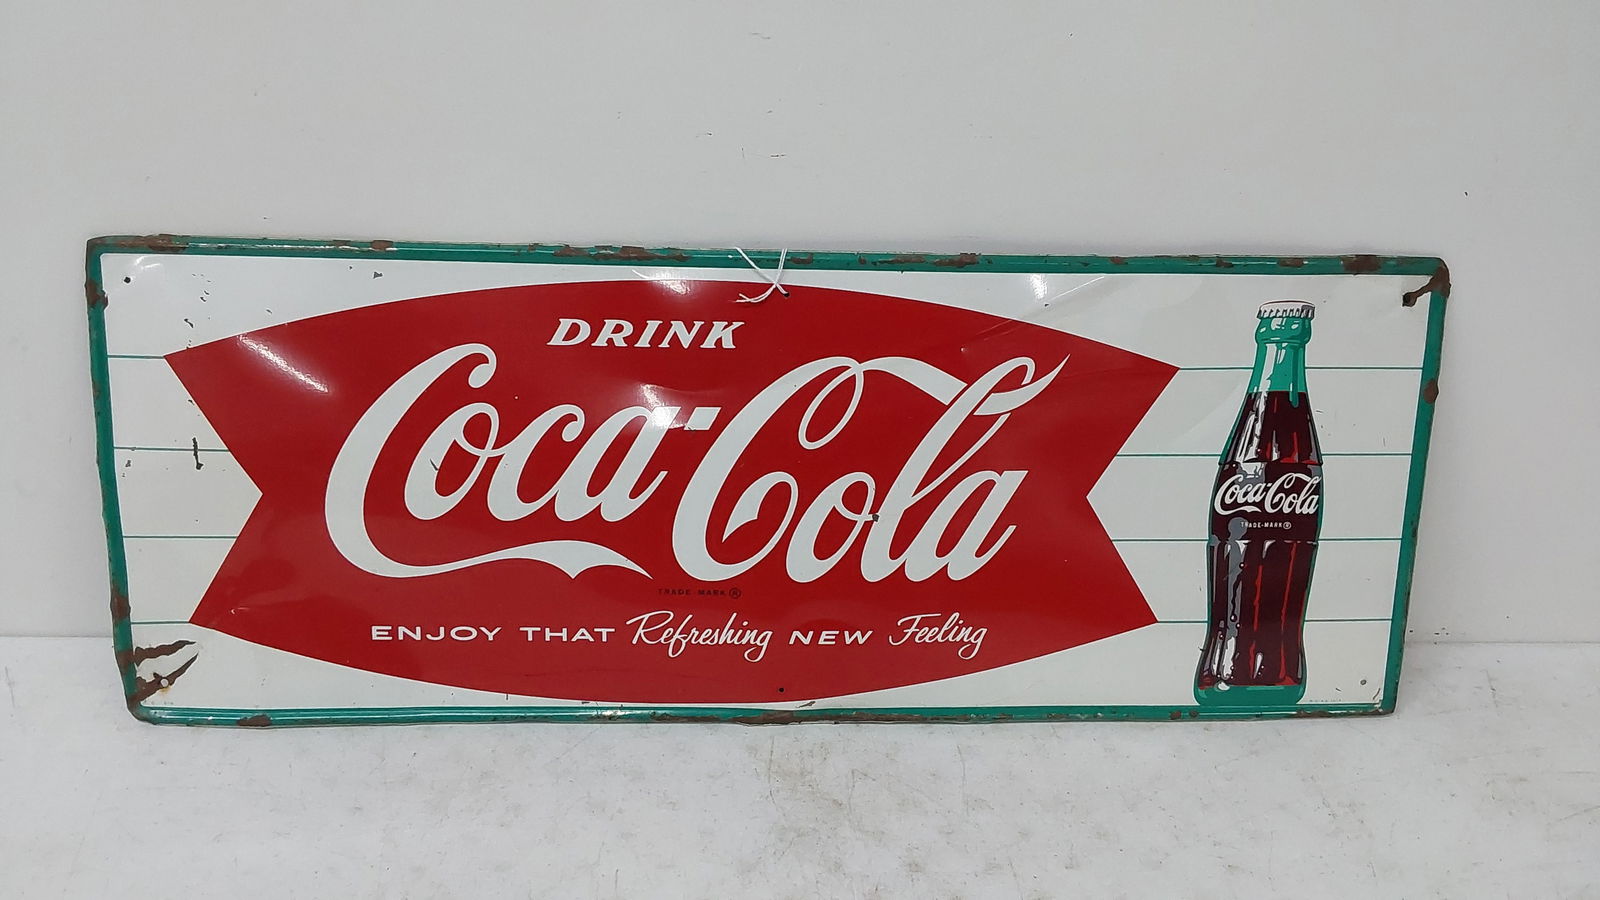 DRINK
Coca-Cola
TRADE-MARK ®
ENJOY THAT Refreshing NEW Feeling
Coca-Cola
TRADE-MARK ®